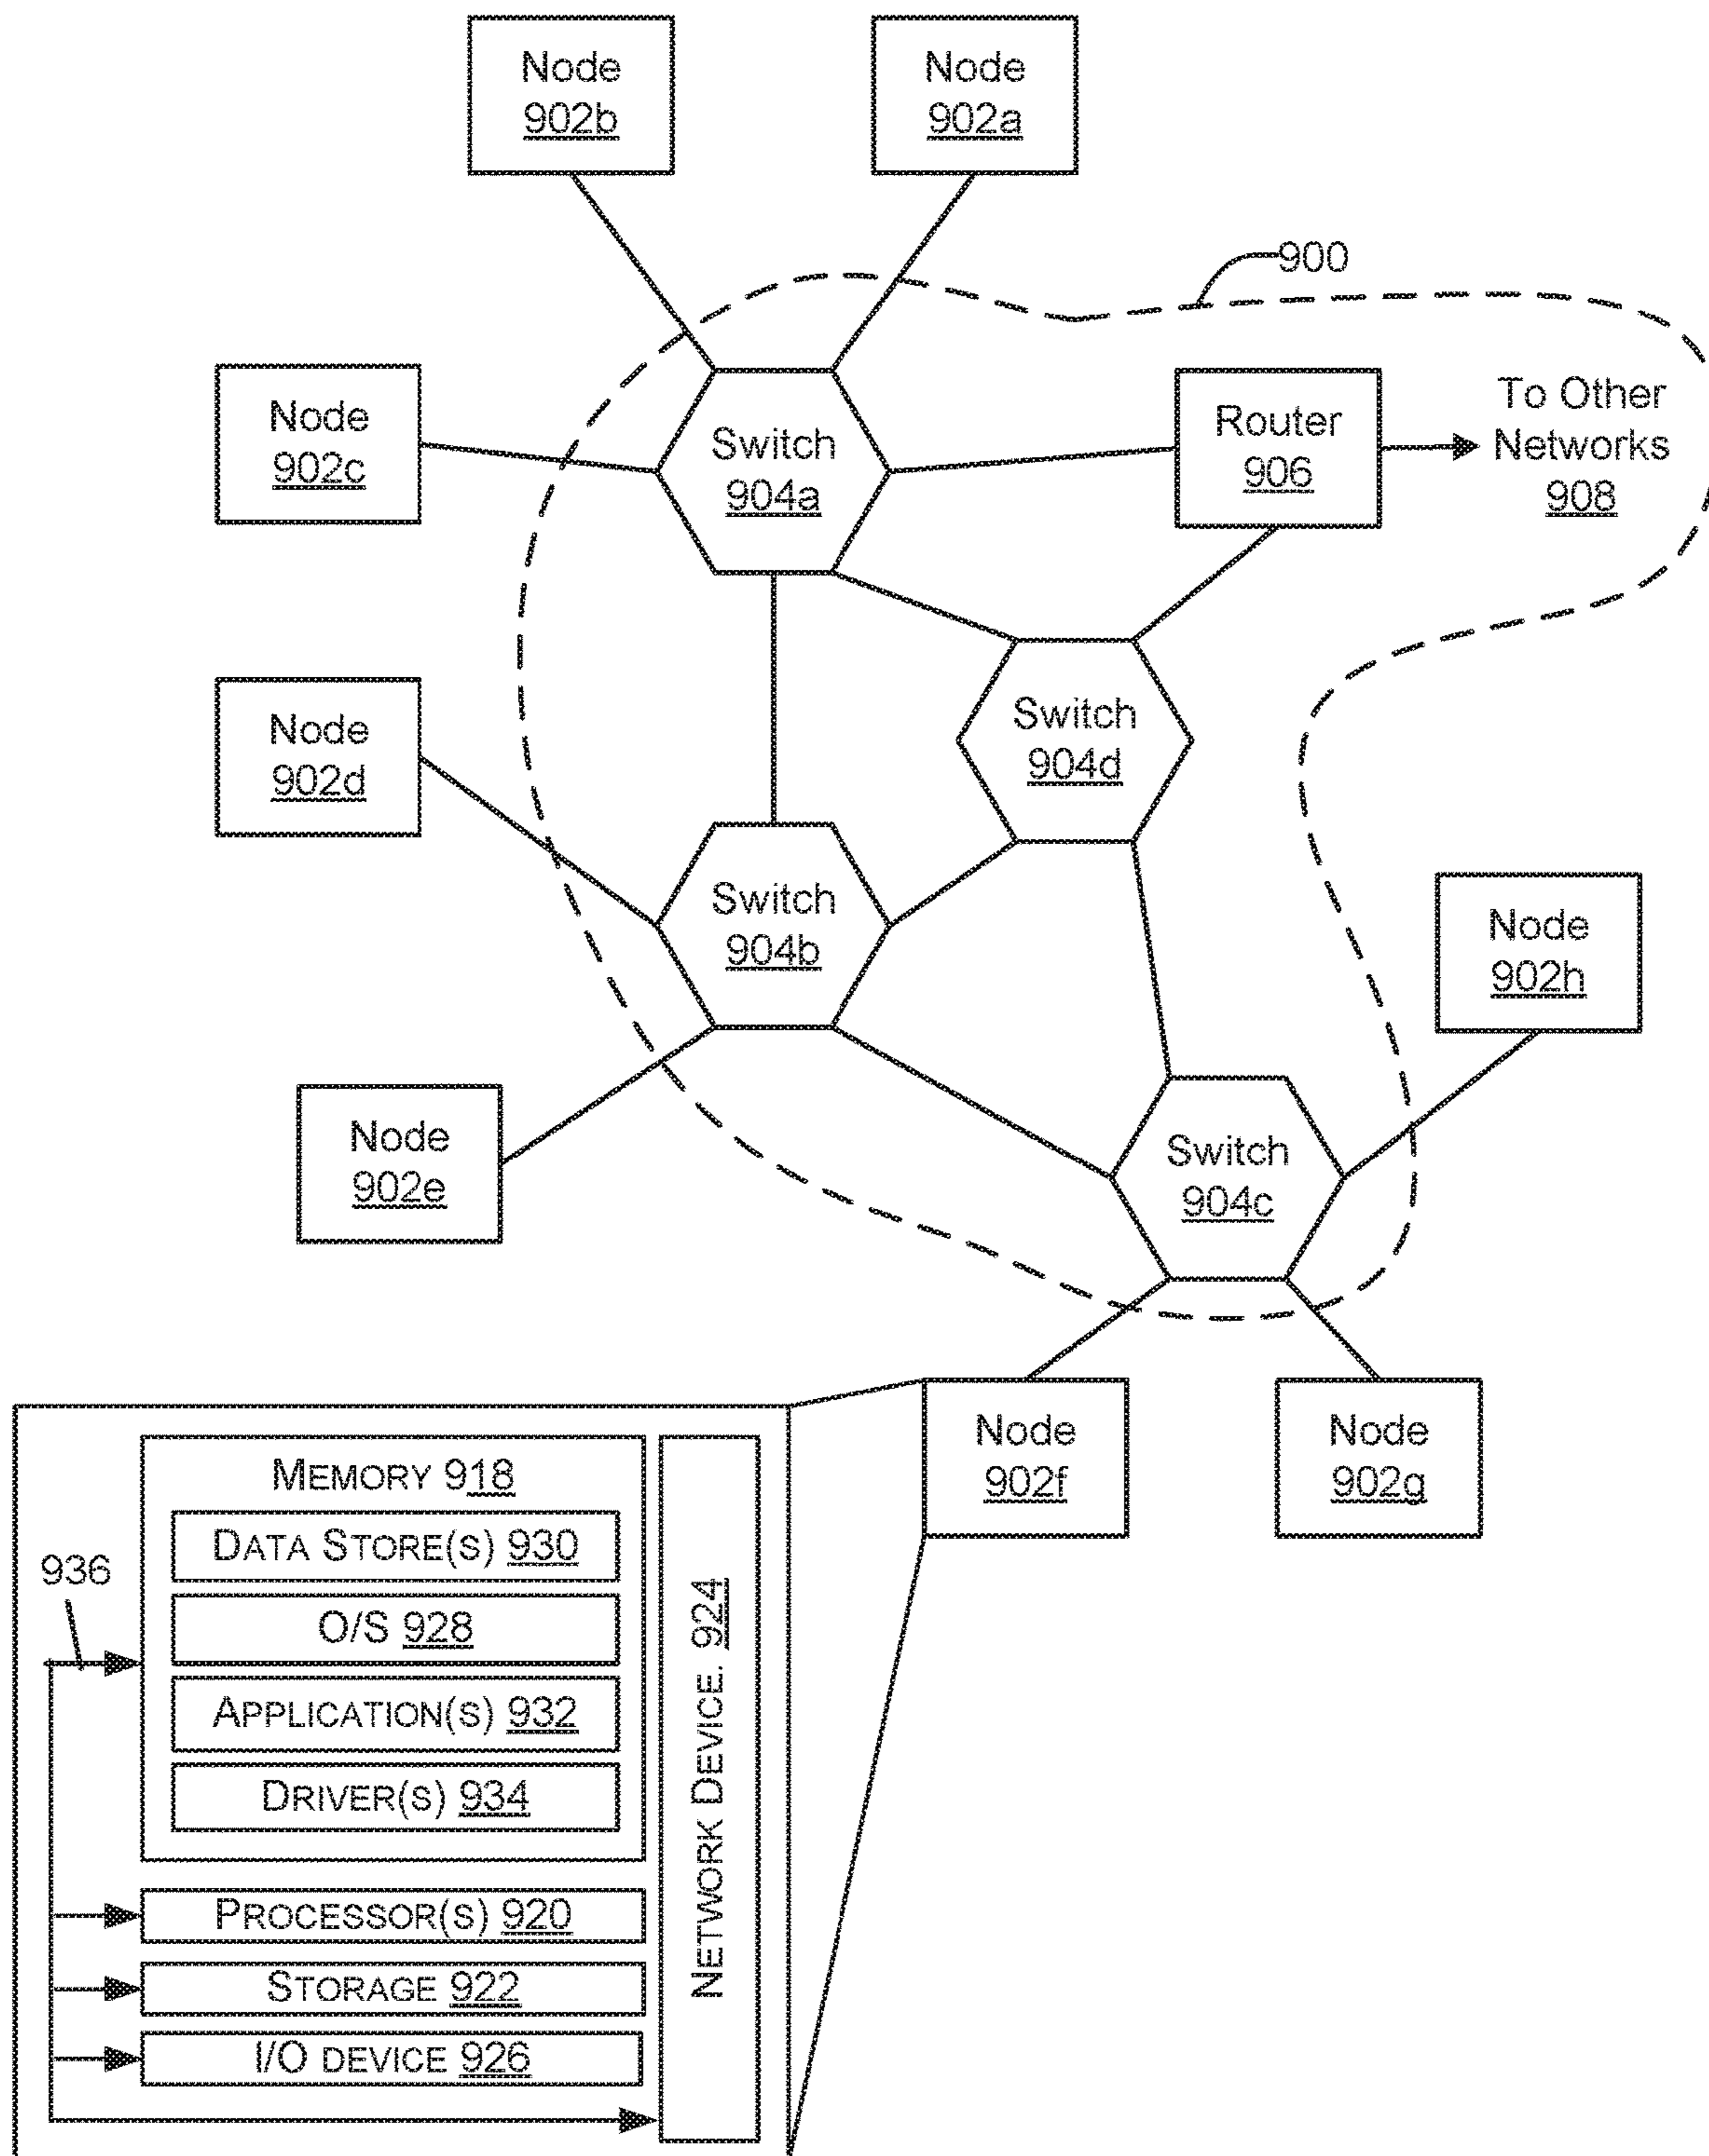 Node
902b
Node
902a
900
Node
902c
Switch
904a
Router
906
To Other
Networks
908
Node
902d
Switch
904d
Switch
904b
Node
902h
Node
902e
Switch
904c
Node
902f
Node
902g
MEMORY 918
DATA STORE(S) 930
936
O/S 928
APPLICATION(S) 932
DRIVER(S) 934
NETWORK DEVICE. 924
PROCESSOR(S) 920
STORAGE 922
I/O DEVICE 926